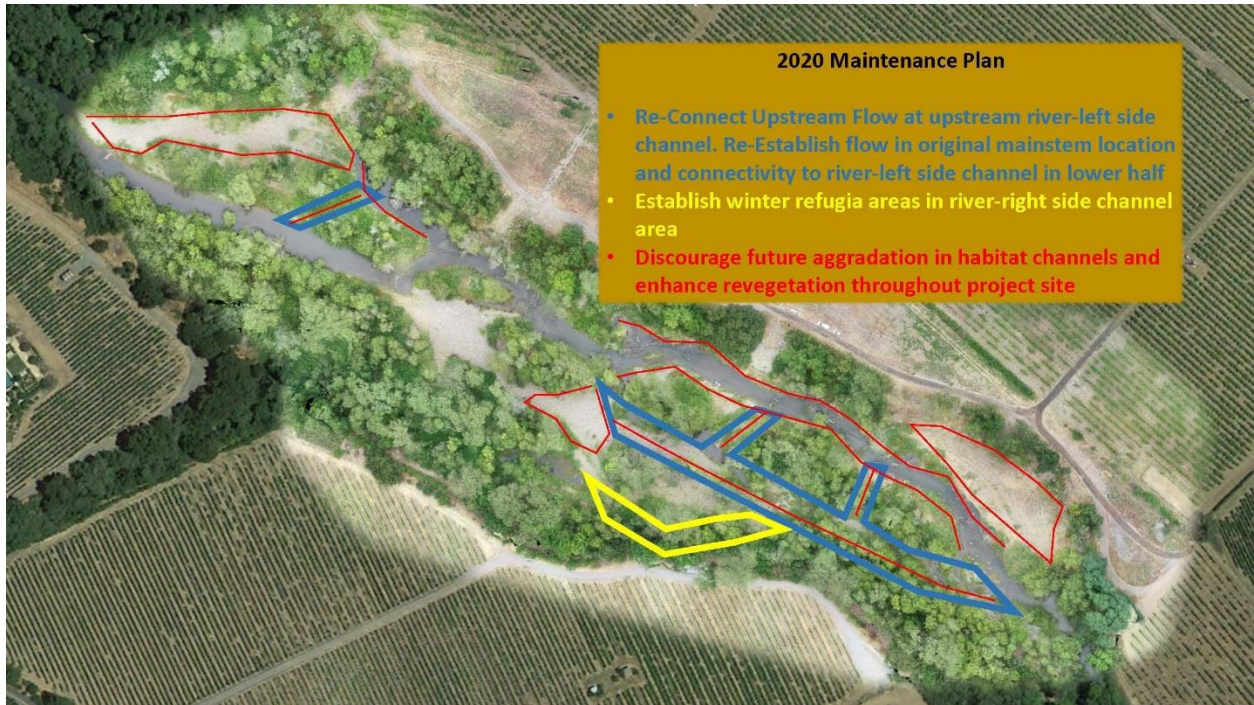 2020 Maintenance Plan
• Re-Connect Upstream Flow at upstream river-left side
channel. Re-Establish flow in original mainstem location
and connectivity to river-left side channel in lower half
• Establish winter refugia areas in river-right side channel
area
• Discourage future aggradation in habitat channels and
enhance revegetation throughout project site